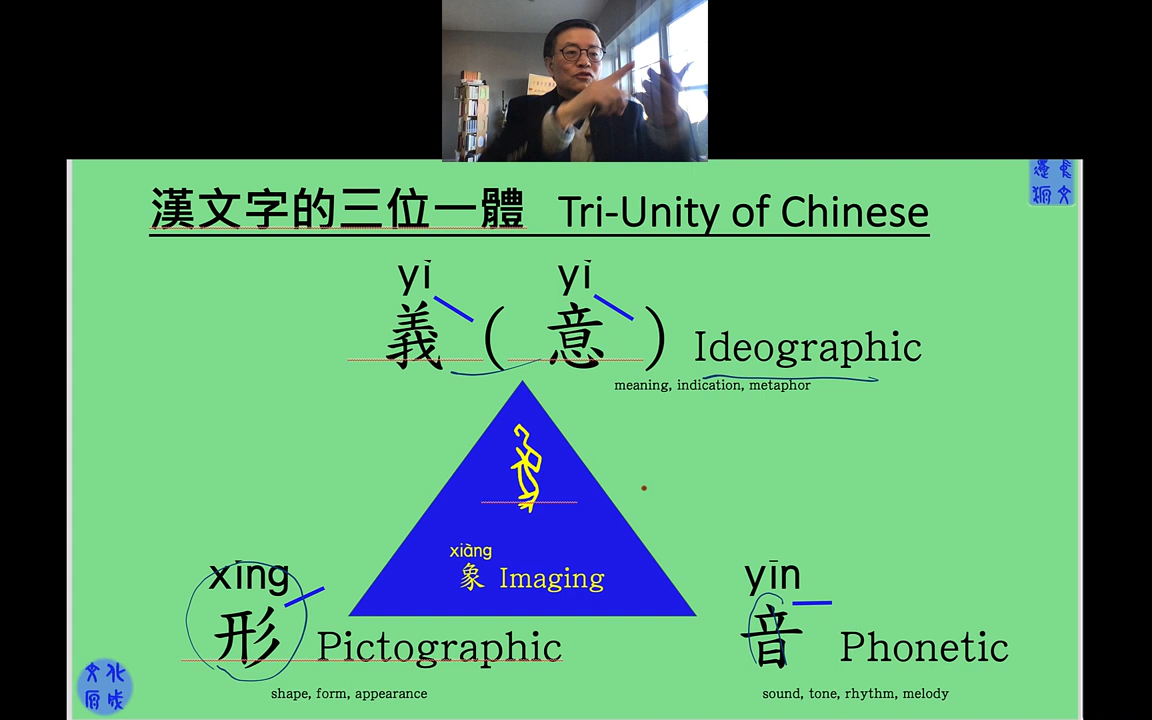 漢文字的三位一體 Tri-Unity of Chinese
yì yì
義 ( 意 ) Ideographic
meaning, indication, metaphor
xiàng
象 Imaging
xíng
形 Pictographic
shape, form, appearance
yīn
音 Phonetic
sound, tone, rhythm, melody